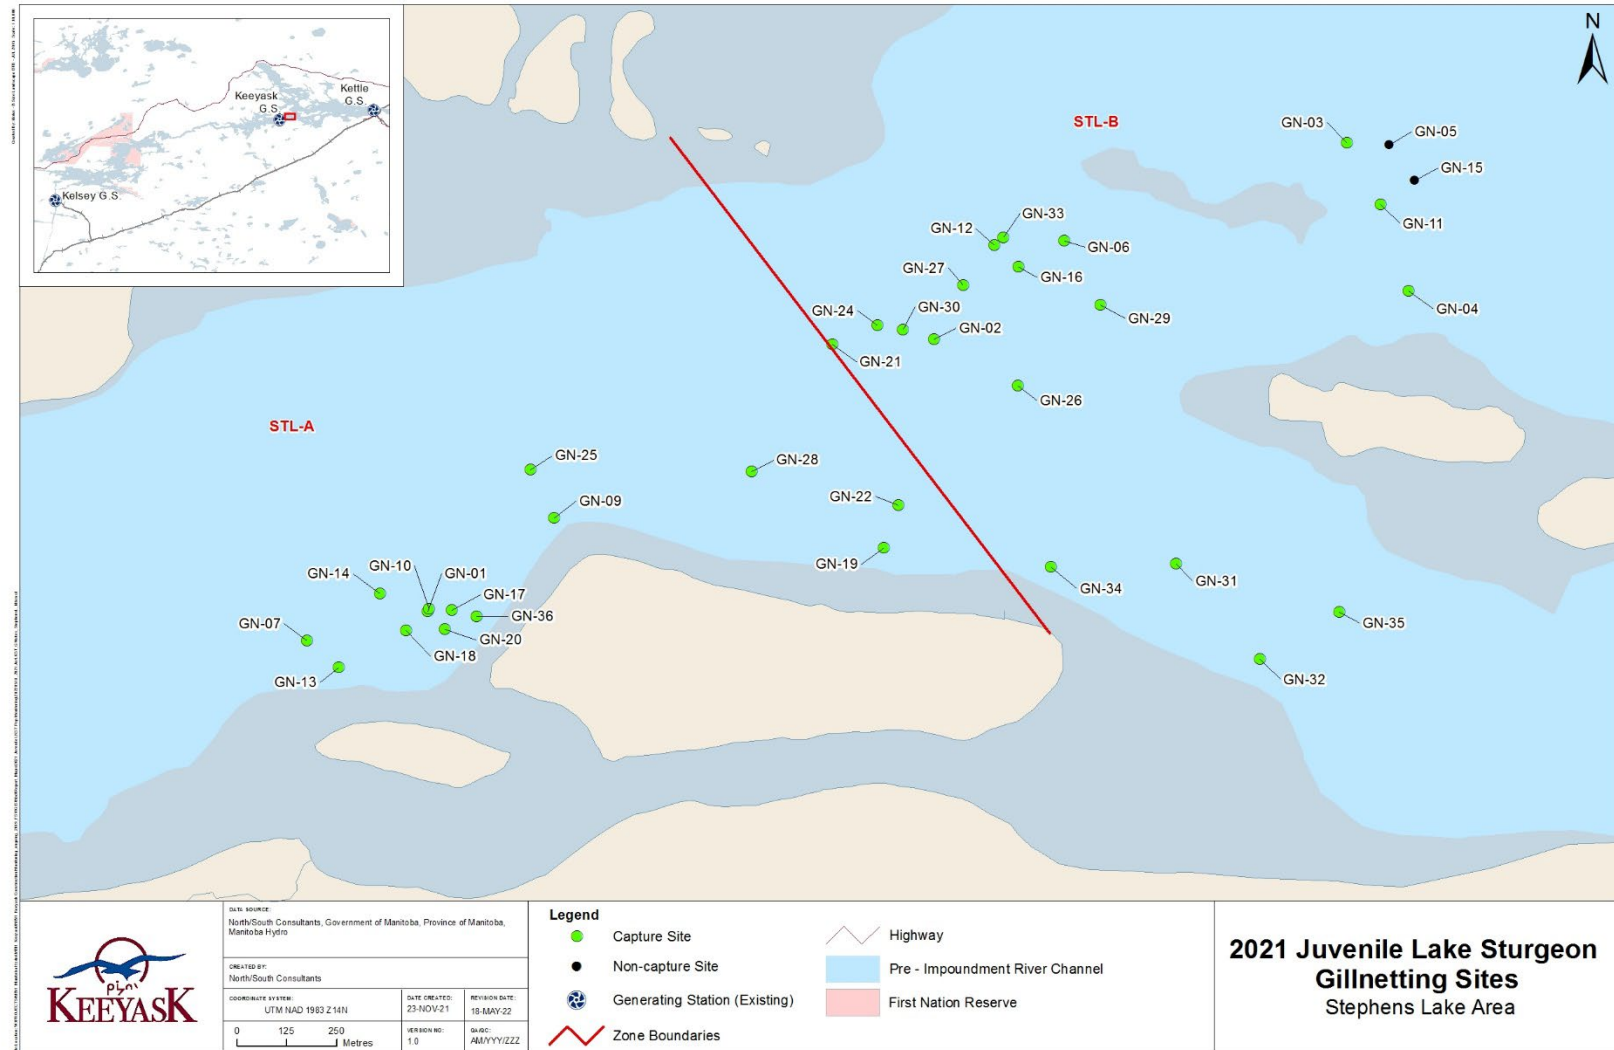 N
Keeyask
G.S.
Kettle
G.S.
Kelsey G.S.
STL-B
GN-03
GN-05
GN-15
GN-11
GN-33
GN-12
GN-06
GN-16
GN-27
GN-04
GN-30
GN-24
GN-29
GN-02
GN-21
GN-26
STL-A
GN-25
GN-28
GN-09
GN-22
GN-19
GN-10
GN-01
GN-14
GN-17
GN-34
GN-31
GN-36
GN-35
GN-07
GN-20
GN-18
GN-32
GN-13
ᑭᔭᐢᐠ
KEEYASK
DATA SOURCE:
North/South Consultants, Government of Manitoba, Province of Manitoba,
Manitoba Hydro
CREATED BY:
North/South Consultants
COORDINATE SYSTEM:
UTM NAD 1983 Z14N
DATE CREATED:
23-NOV-21
REVISION DATE:
18-MAY-22
0 125 250
Metres
VERSION NO:
1.0
QA/QC:
AM/YYY/ZZZ
Legend
Capture Site
Non-capture Site
Generating Station (Existing)
Zone Boundaries
Highway
Pre - Impoundment River Channel
First Nation Reserve
2021 Juvenile Lake Sturgeon
Gillnetting Sites
Stephens Lake Area